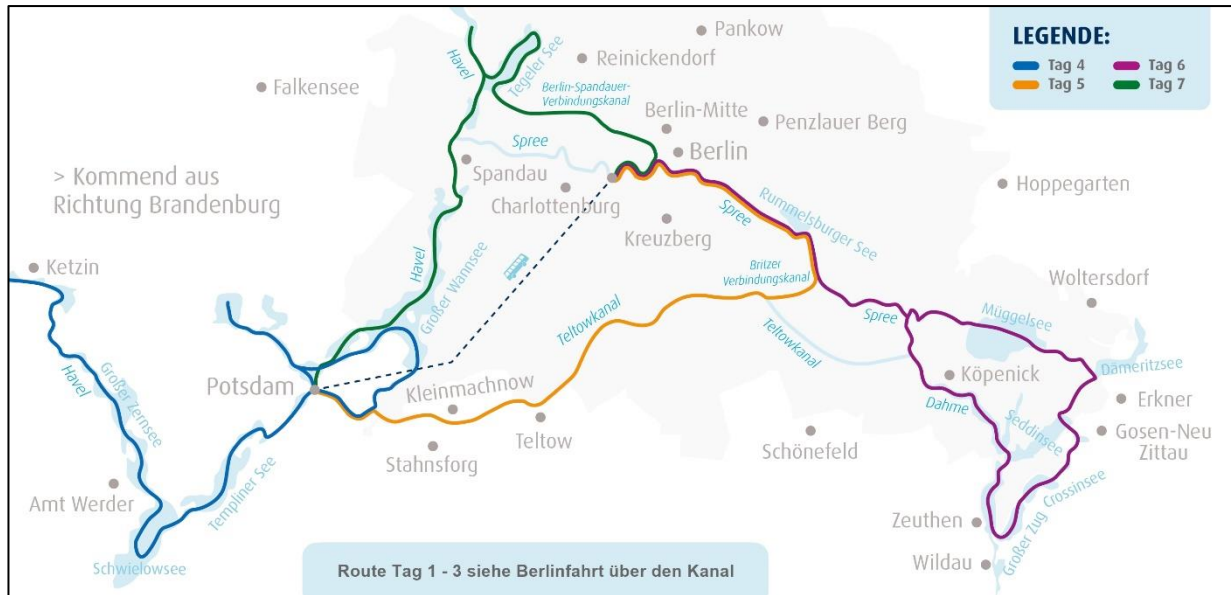 LEGENDE:
Tag 4
Tag 6
Tag 5
Tag 7
Pankow
Reinickendorf
Havel
Tegeler See
Falkensee
Berlin-Spandauer-
Verbindungskanal
Berlin-Mitte
Penzlauer Berg
Spree
Berlin
> Kommend aus
Richtung Brandenburg
Spandau
Charlottenburg
Hoppegarten
Rummelsburger See
Spree
Kreuzberg
Havel
Großer Wannsee
Ketzin
Britzer
Verbindungskanal
Woltersdorf
Teltowkanal
Teltowkanal
Spree
Müggelsee
Havel
Großer Zernsee
Dämeritzsee
Potsdam
Kleinmachnow
Köpenick
Erkner
Dahme
Teltow
Seddinsee
Gosen-Neu
Zittau
Stahnsforg
Schönefeld
Templiner See
Amt Werder
Crossinsee
Zeuthen
Großer Zug
Schwielowsee
Wildau
Route Tag 1 - 3 siehe Berlinfahrt über den Kanal